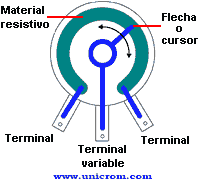 Material
resistivo
Flecha
o
cursor
Terminal
Terminal
variable
Terminal
www.unicrom.com